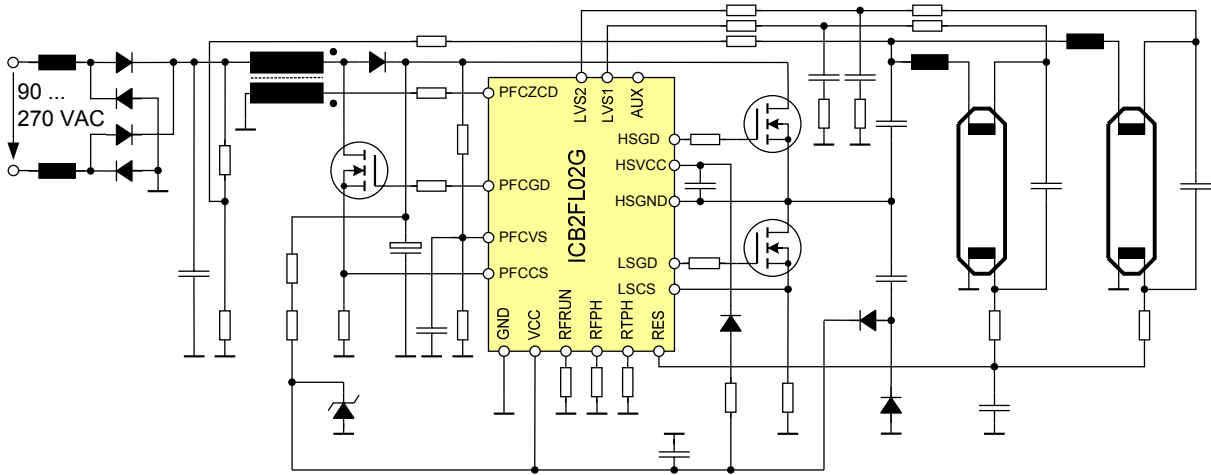 90 ...
270 VAC
PFCZCD
PFCGD
PFCVS
PFCCS
GND
VCC
RFRUN
RFPH
RTPH
RES
ICB2FL02G
LVS2
LVS1
AUX
HSGD
HSVCC
HSGND
LSGD
LSCS